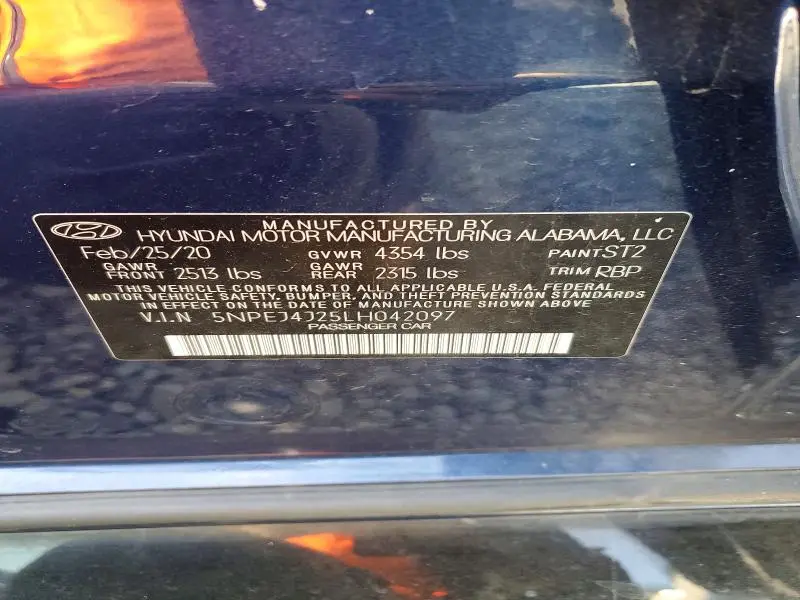 MANUFACTURED BY
HYUNDAI MOTOR MANUFACTURING ALABAMA, LLC
Feb/25/20 GVWR 4354 lbs PAINT ST2
GAWR FRONT 2513 lbs GAWR REAR 2315 lbs TRIM RBP
THIS VEHICLE CONFORMS TO ALL APPLICABLE U.S.A. FEDERAL
MOTOR VEHICLE SAFETY, BUMPER, AND THEFT PREVENTION STANDARDS
IN EFFECT ON THE DATE OF MANUFACTURE SHOWN ABOVE
V.I.N 5NPEJ4J25LH042097
PASSENGER CAR